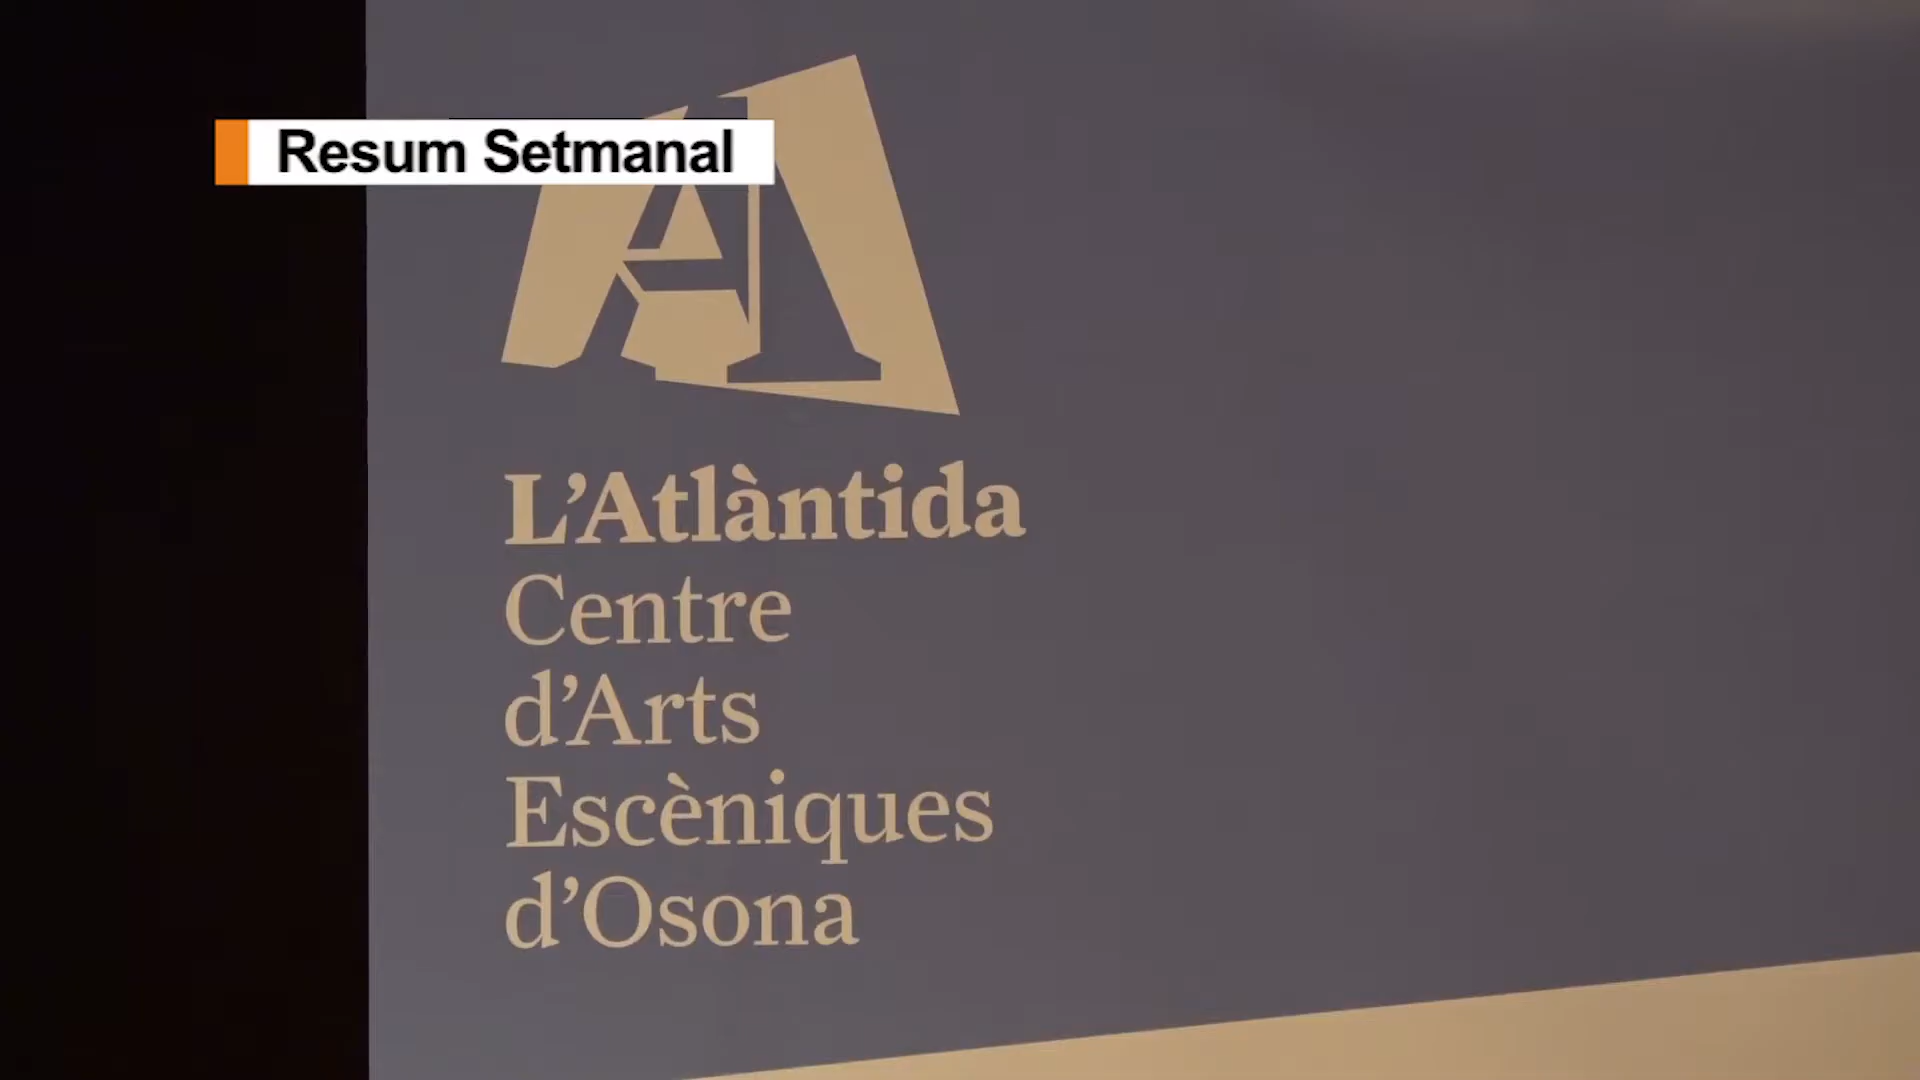 Resum Setmanal
L'Atlàntida
Centre
d'Arts
Escèniques
d'Osona